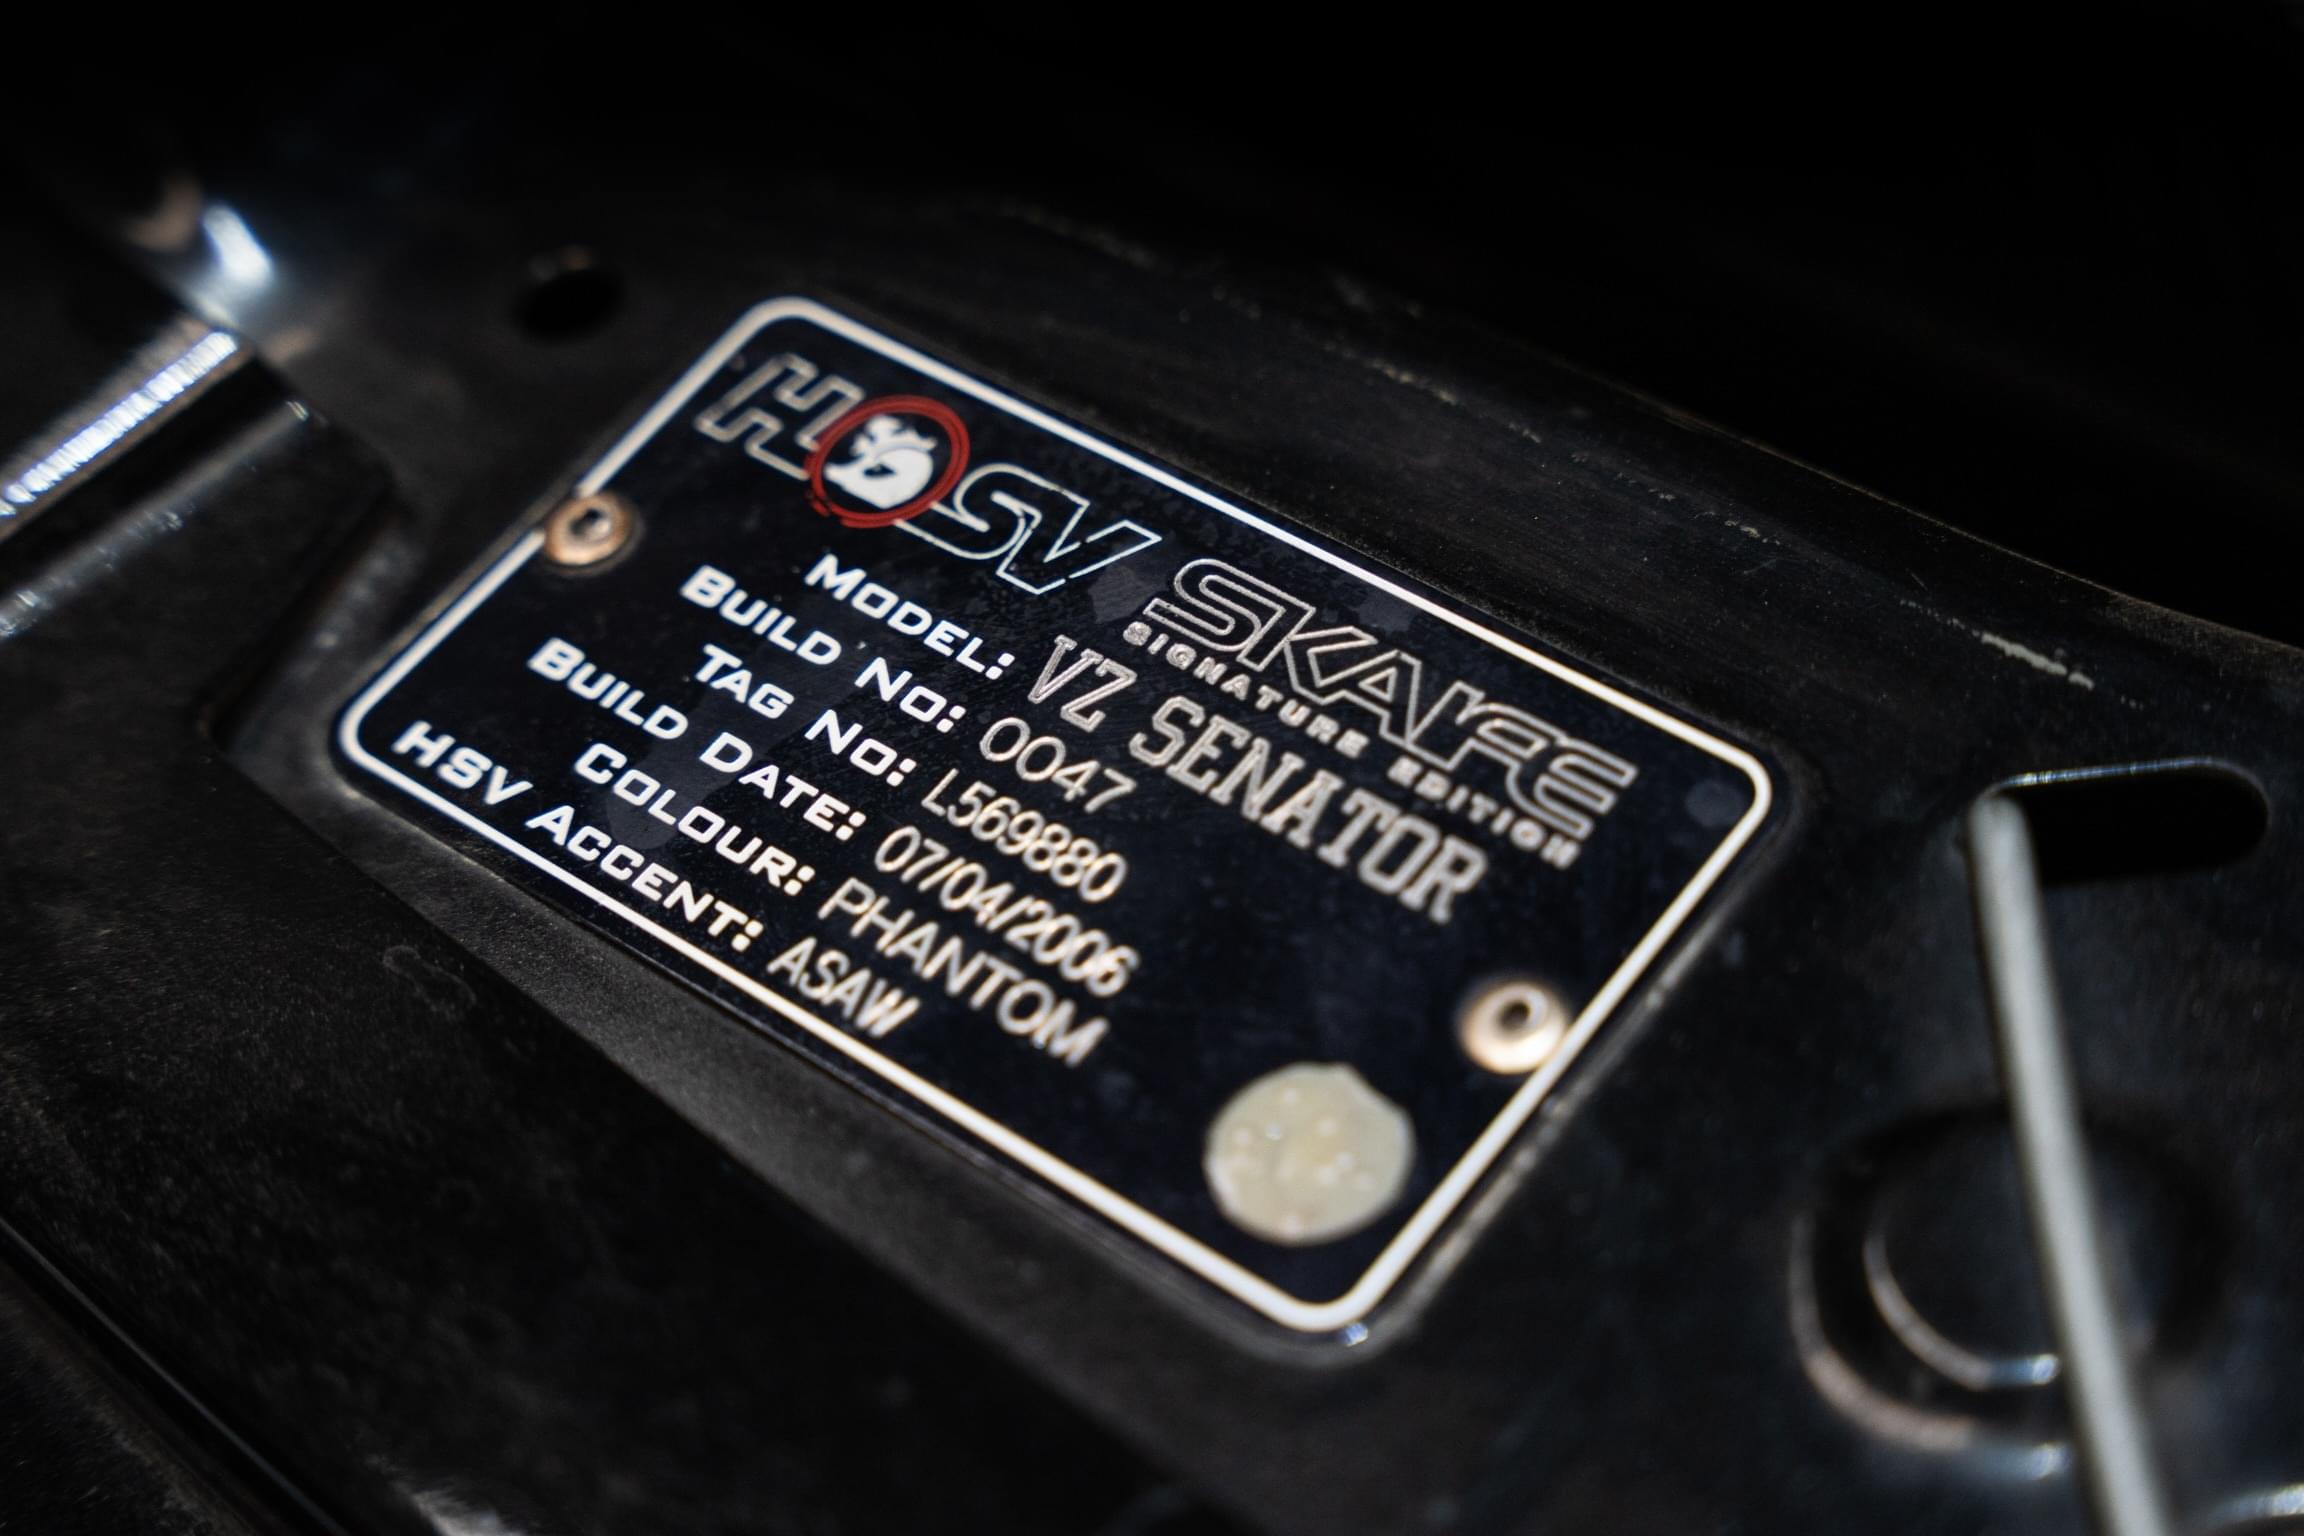 HSV
SKAIFE
SIGNATURE EDITION
MODEL: VZ SENATOR
BUILD NO: 0047
TAG NO: L569880
BUILD DATE: 07/04/2006
COLOUR: PHANTOM
HSV ACCENT: ASAW